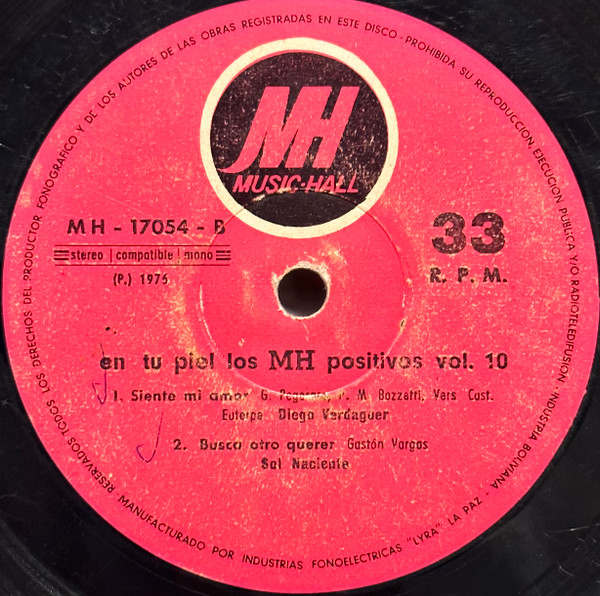 RESERVADOS TODOS LOS DERECHOS DEL PRODUCTOR FONOGRAFICO Y DE LOS AUTORES DE LAS OBRAS REGISTRADAS EN ESTE DISCO - PROHIBIDA SU REPRODUCCION EJECUCION PUBLICA Y/O RADIOTELEDIFUSION - INDUSTRIA BOLIVIANA
MH
MUSIC-HALL
MH - 17054 - B
stereo | compatible | mono
(P.) 1975
33
R. P. M.
en tu piel los MH positivos vol. 10
1. Siento mi amor G. P. M. Bozzetti, Vers Cast.
Euterpe Diego Verdaguer
2. Busca otro querer Gastón Vargas
Sol Naciente
MANUFACTURADO POR INDUSTRIAS FONOELECTRICAS "LYRA" LA PAZ -